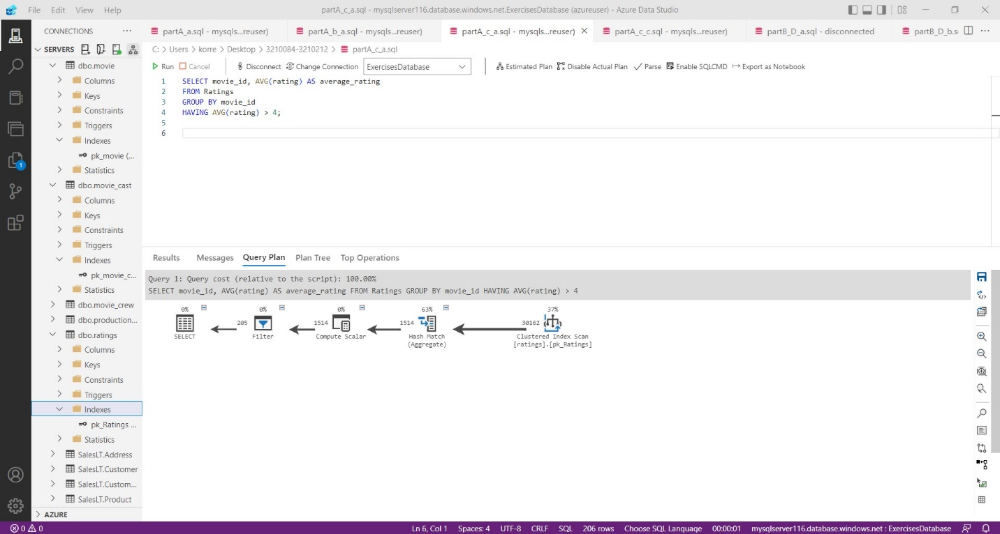 File Edit View Help
partA_c_a.sql - mysqlserver116.database.windows.net.ExercisesDatabase (azureuser) - Azure Data Studio
CONNECTIONS
partA_a.sql - mysqls...reuser)
partA_b_a.sql - mysqls...reuser)
partA_c_a.sql - mysqls...reuser)
partA_c_c.sql - mysqls...reuser)
partB_D_a.sql - disconnected
partB_D_b.s
SERVERS
C: > Users > korre > Desktop > 3210084-3210212 > partA_c_a.sql
Run Cancel Disconnect Change Connection ExercisesDatabase Estimated Plan Disable Actual Plan Parse Enable SQLCMD Export as Notebook
dbo.movie
Columns
Keys
Constraints
Triggers
Indexes
pk_movie (...
Statistics
dbo.movie_cast
Columns
Keys
Constraints
Triggers
Indexes
pk_movie_c...
Statistics
dbo.movie_crew
dbo.production...
dbo.ratings
Columns
Keys
Constraints
Triggers
Indexes
pk_Ratings ...
Statistics
SalesLT.Address
SalesLT.Customer
SalesLT.Custom...
SalesLT.Product
AZURE
1
1 SELECT movie_id, AVG(rating) AS average_rating
2 FROM Ratings
3 GROUP BY movie_id
4 HAVING AVG(rating) > 4;
5
6
Results Messages Query Plan Plan Tree Top Operations
Query 1: Query cost (relative to the script): 100.00%
SELECT movie_id, AVG(rating) AS average_rating FROM Ratings GROUP BY movie_id HAVING AVG(rating) > 4
0% 0% 0% 63% 37%
205 1514 1514 30162
SELECT Filter Compute Scalar Hash Match Clustered Index Scan
(Aggregate) [ratings].[pk_Ratings]
0 0 Ln 6, Col 1 Spaces: 4 UTF-8 CRLF SQL 206 rows Choose SQL Language 00:00:01 mysqlserver116.database.windows.net : ExercisesDatabase